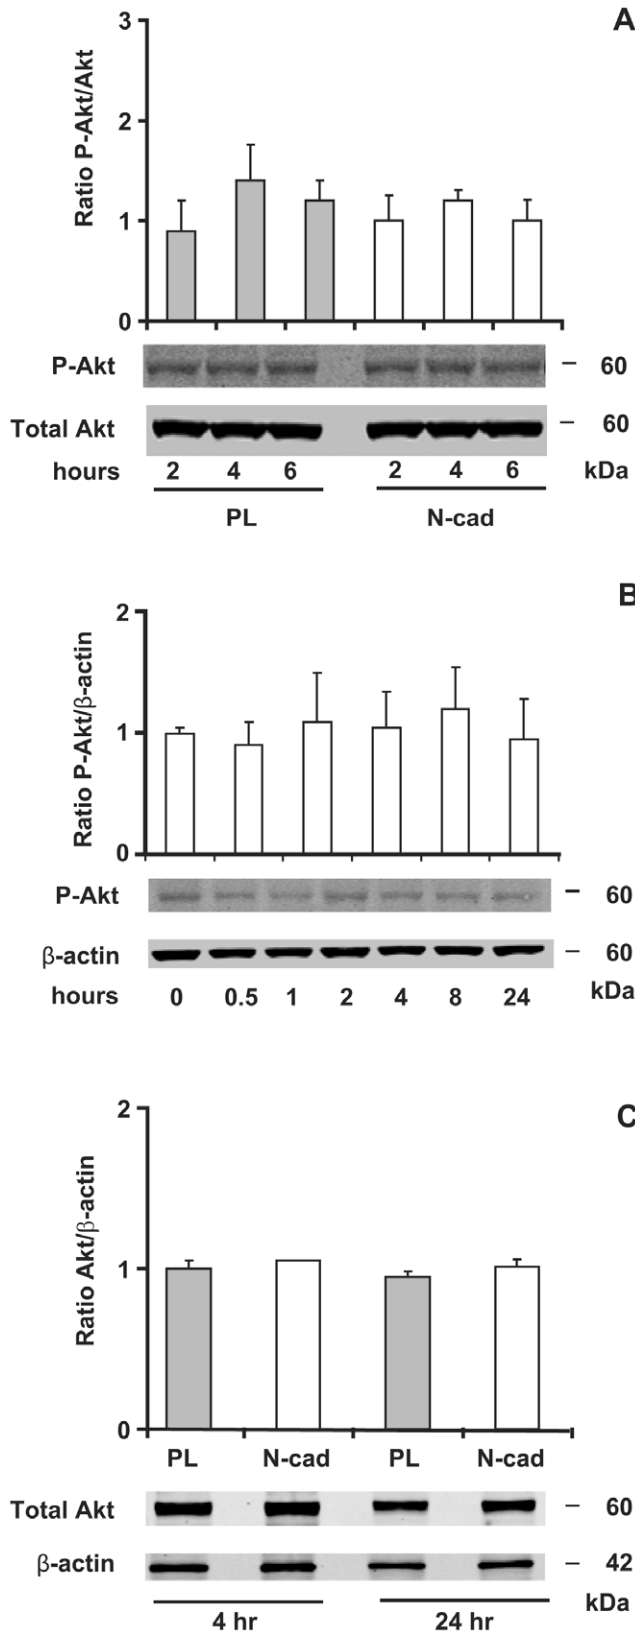 A
3
2
1
0
Ratio P-Akt/Akt
P-Akt – 60
Total Akt – 60
hours 2 4 6 2 4 6 kDa
PL N-cad
B
2
1
0
Ratio P-Akt/β-actin
P-Akt – 60
β-actin – 60
hours 0 0.5 1 2 4 8 24 kDa
C
2
1
0
Ratio Akt/β-actin
PL N-cad PL N-cad
Total Akt – 60
β-actin – 42
kDa
4 hr 24 hr